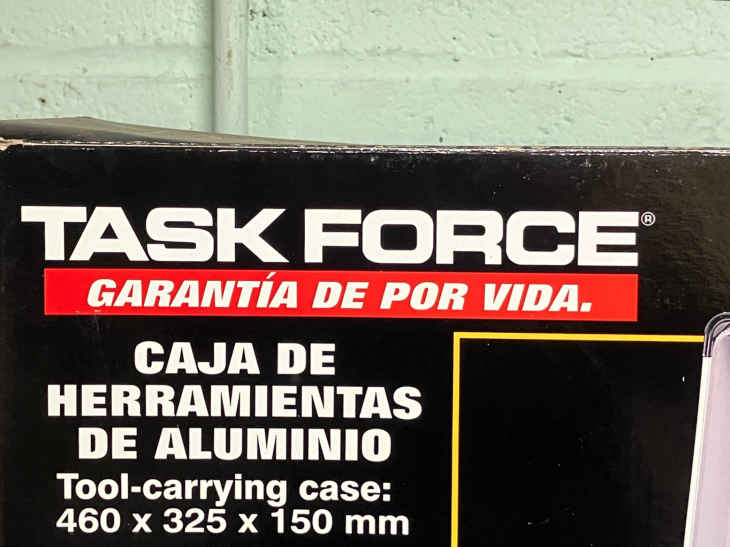 TASK FORCE®
GARANTÍA DE POR VIDA.
CAJA DE
HERRAMIENTAS
DE ALUMINIO
Tool-carrying case:
460 x 325 x 150 mm